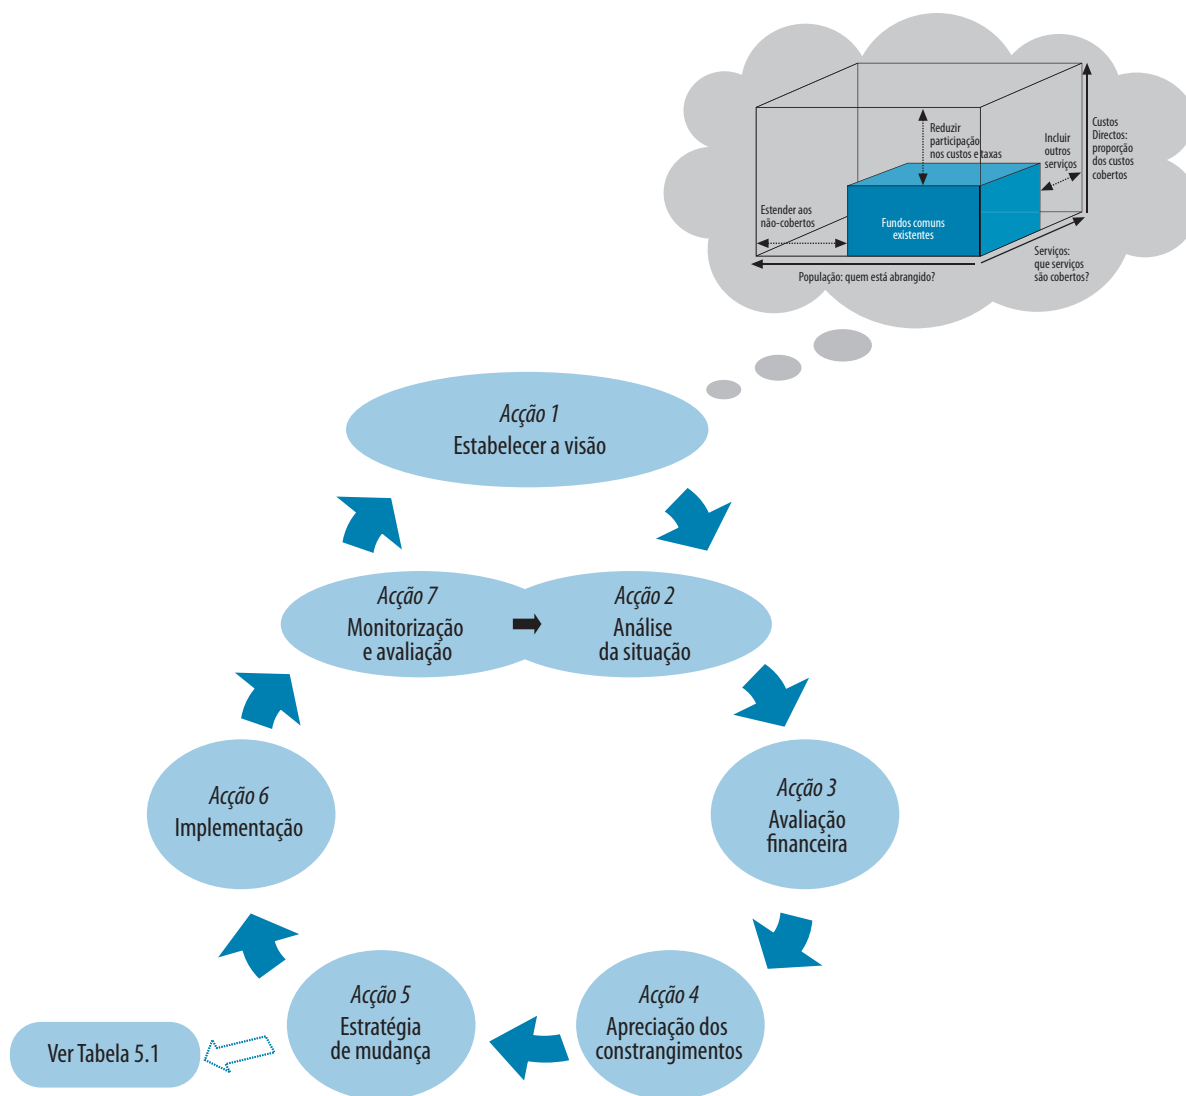 Reduzir
participação
nos custos e taxas
Incluir
outros
serviços
Custos
Directos:
proporção
dos custos
cobertos
Estender aos
não-cobertos
Fundos comuns
existentes
Serviços:
que serviços
são cobertos?
População: quem está abrangido?
Acção 1
Estabelecer a visão
Acção 7
Monitorização
e avaliação
Acção 2
Análise
da situação
Acção 3
Avaliação
financeira
Acção 6
Implementação
Acção 4
Apreciação dos
constrangimentos
Acção 5
Estratégia
de mudança
Ver Tabela 5.1